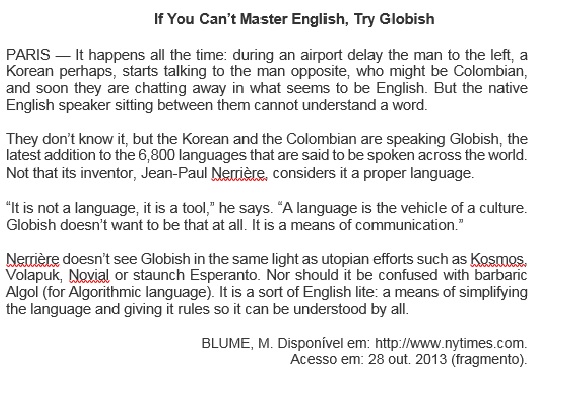 If You Can’t Master English, Try Globish
PARIS — It happens all the time: during an airport delay the man to the left, a
Korean perhaps, starts talking to the man opposite, who might be Colombian,
and soon they are chatting away in what seems to be English. But the native
English speaker sitting between them cannot understand a word.
They don’t know it, but the Korean and the Colombian are speaking Globish, the
latest addition to the 6,800 languages that are said to be spoken across the world.
Not that its inventor, Jean-Paul Nerrière, considers it a proper language.
“It is not a language, it is a tool,” he says. “A language is the vehicle of a culture.
Globish doesn’t want to be that at all. It is a means of communication.”
Nerrière doesn’t see Globish in the same light as utopian efforts such as Kosmos,
Volapuk, Novial or staunch Esperanto. Nor should it be confused with barbaric
Algol (for Algorithmic language). It is a sort of English lite: a means of simplifying
the language and giving it rules so it can be understood by all.
BLUME, M. Disponível em: http://www.nytimes.com.
Acesso em: 28 out. 2013 (fragmento).